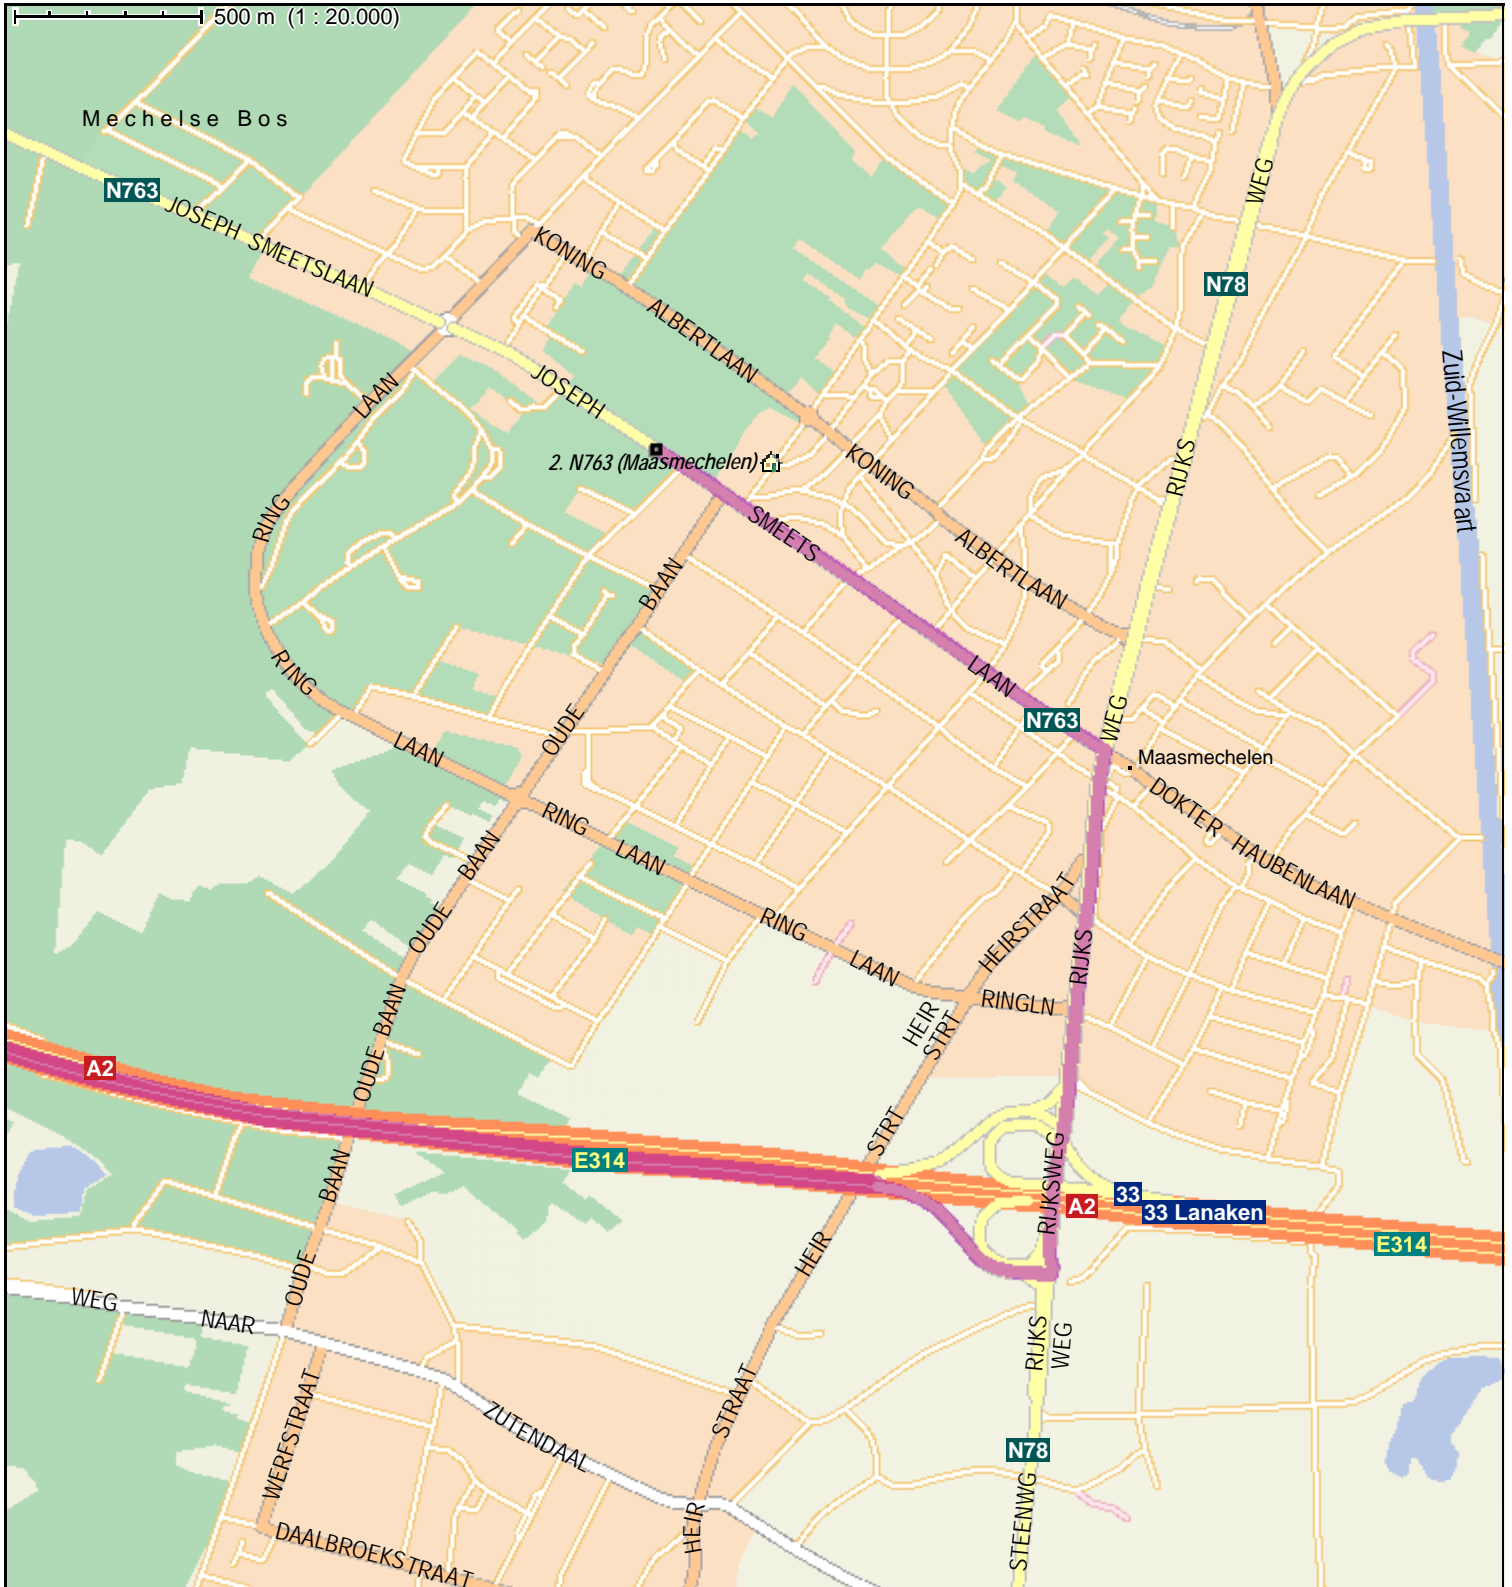 500 m (1 : 20.000)
Mechelse Bos
N763
JOSEPH SMEETSLAAN
KONING
ALBERTLAAN
WEG
N78
Zuid-Willemsvaart
LAAN
JOSEPH
2. N763 (Maasmechelen)
KONING
ALBERTLAAN
RIJKS
RING
SMEETS
BAAN
LAAN
RING
N763
WEG
Maasmechelen
OUDE
LAAN
DOKTER HAUBENLAAN
RING
LAAN
BAAN
OUDE
HEIRSTRAAT
RING
LAAN
RIJKS
RINGLN
HEIR
STRT
BAAN
OUDE
A2
STRT
E314
RIJKSWEG
BAAN
33
A2
33 Lanaken
E314
HEIR
OUDE
WEG
NAAR
RIJKS
WEG
STRAAT
WERFSTRAAT
ZUTENDAAL
N78
STEENWG
HEIR
DAALBROEKSTRAAT